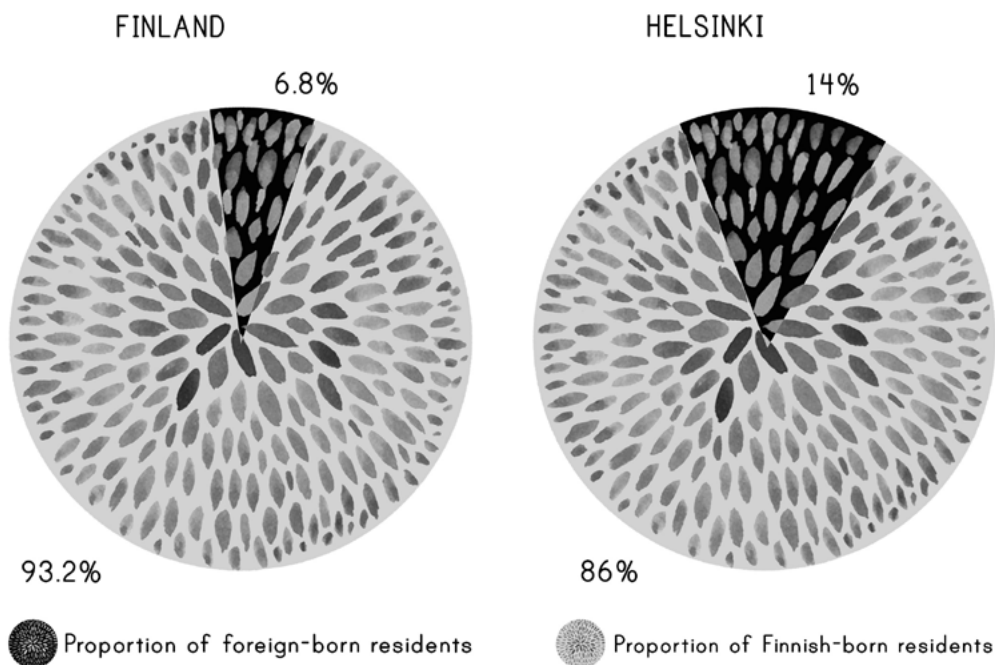 FINLAND
HELSINKI
6.8%
14%
93.2%
86%
Proportion of foreign-born residents
Proportion of Finnish-born residents